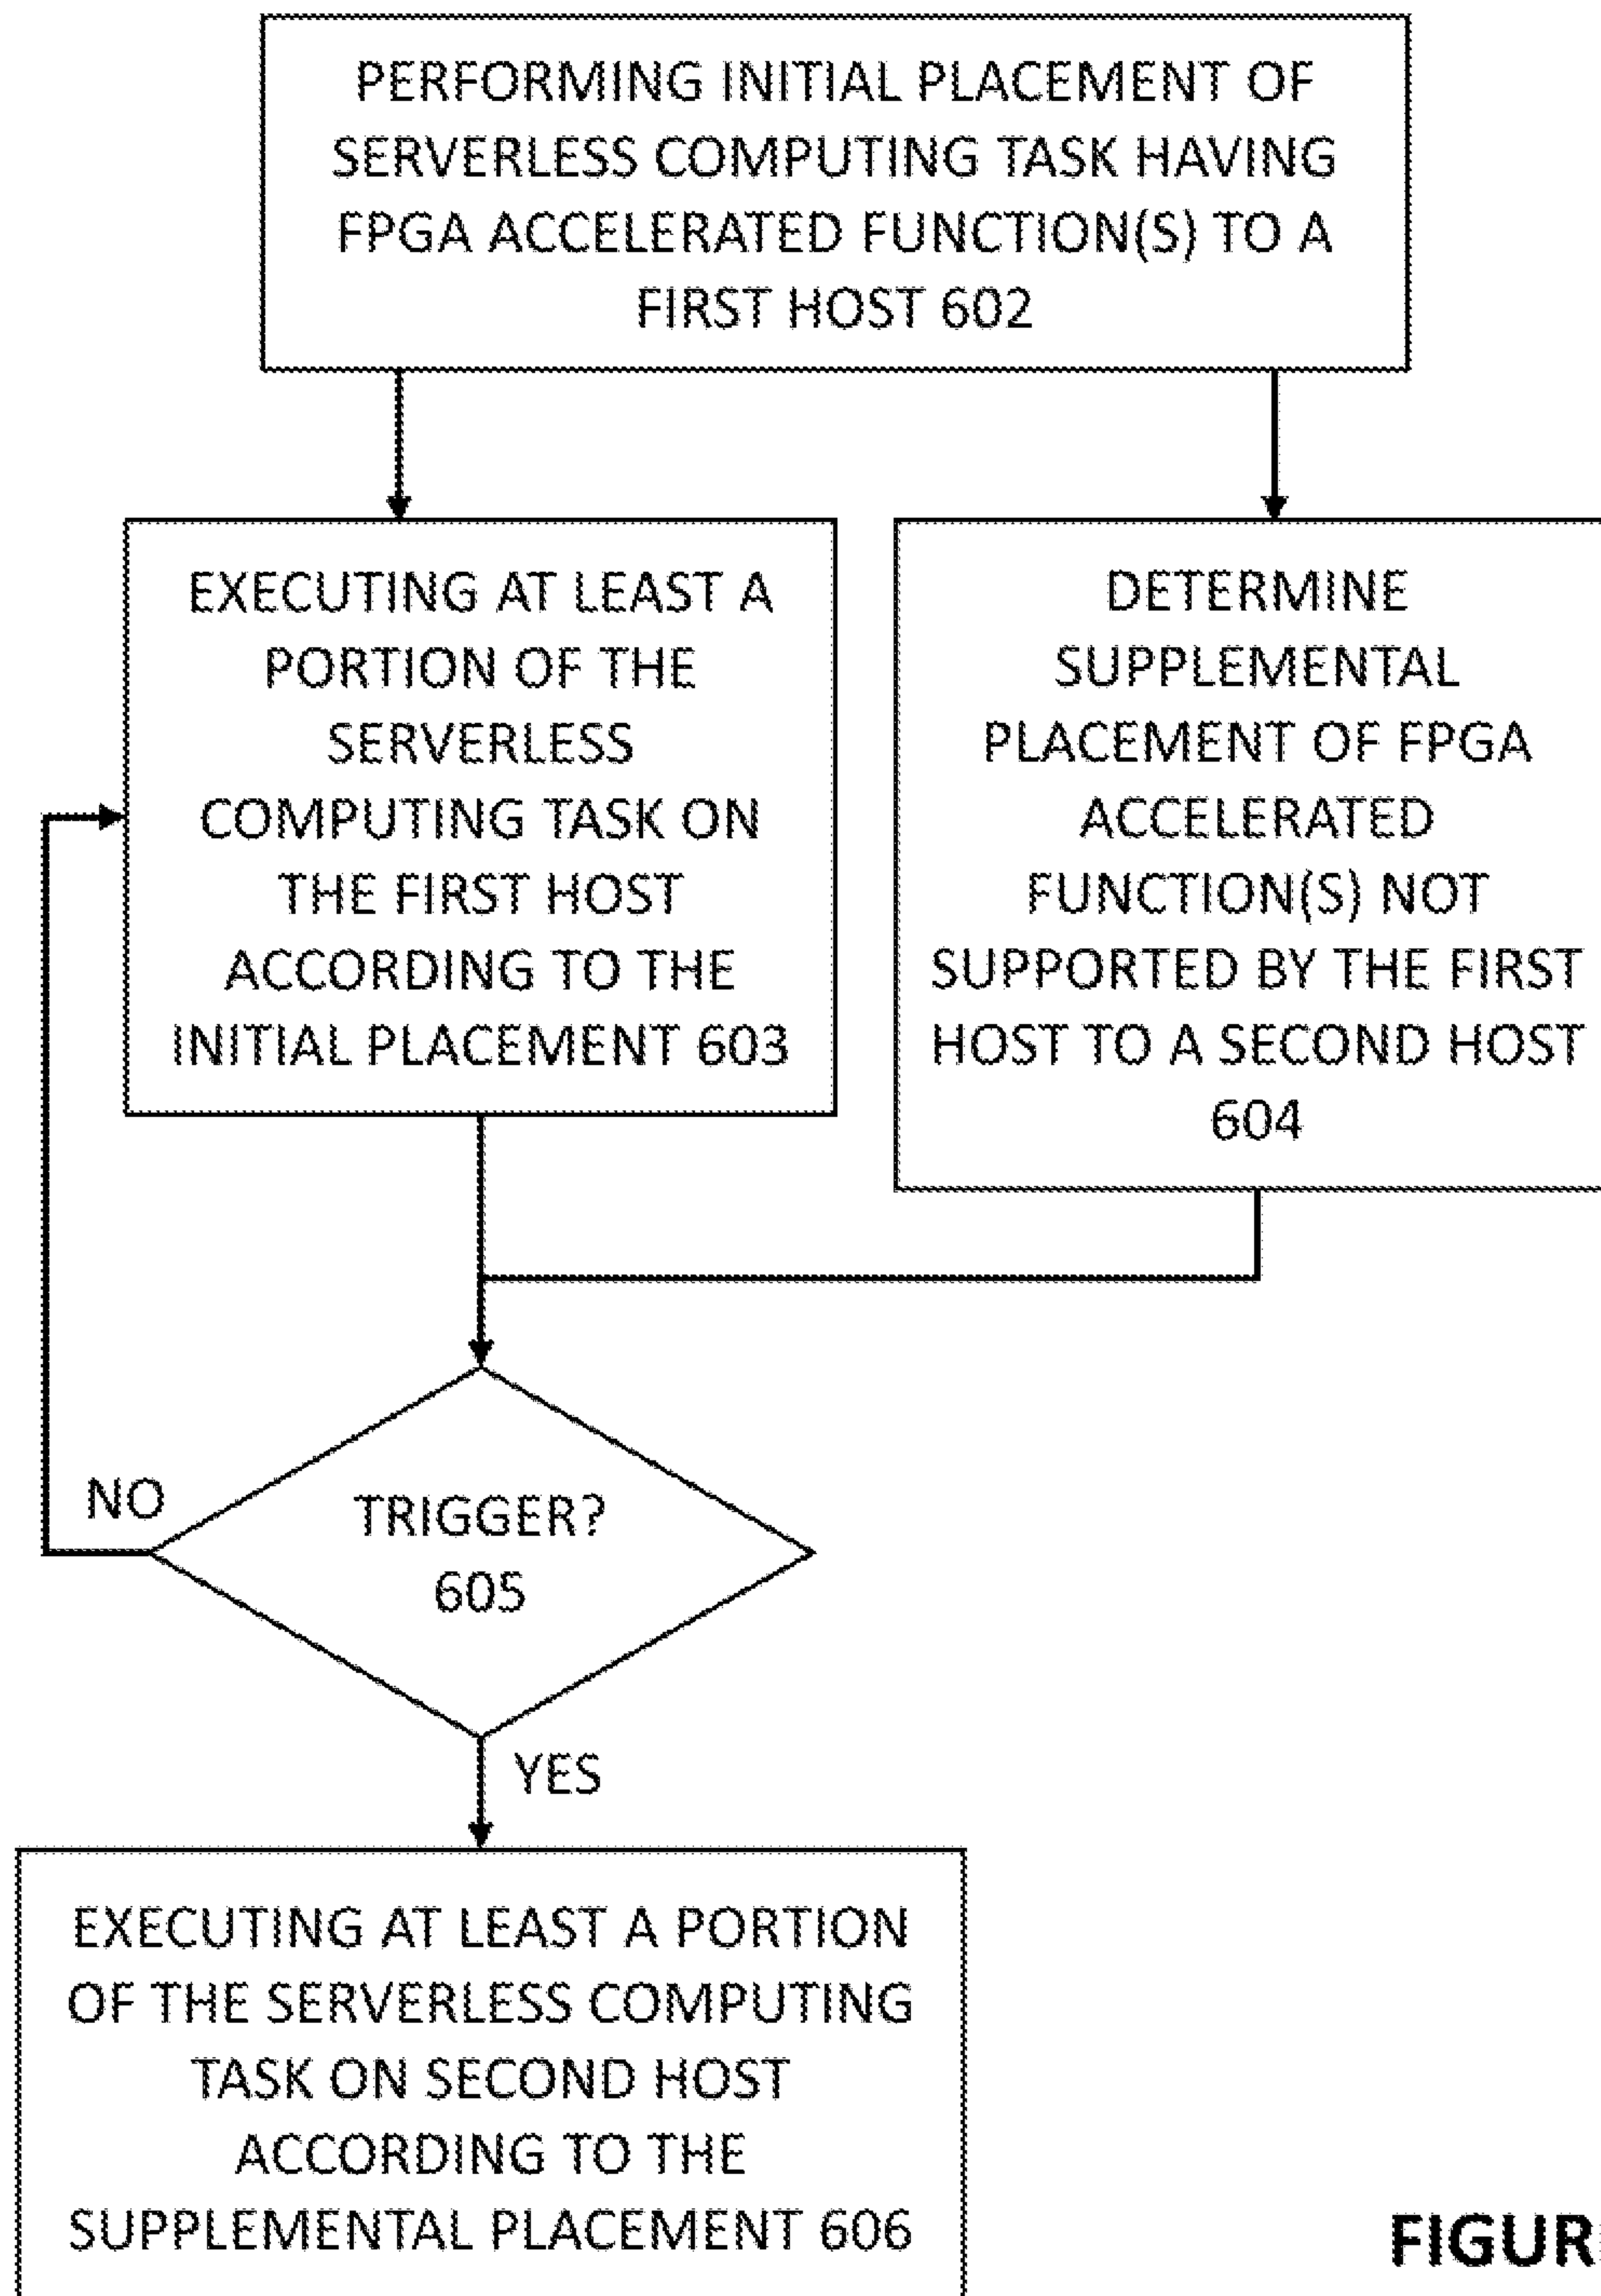 PERFORMING INITIAL PLACEMENT OF
SERVERLESS COMPUTING TASK HAVING
FPGA ACCELERATED FUNCTION(S) TO A
FIRST HOST 602
EXECUTING AT LEAST A
PORTION OF THE
SERVERLESS
COMPUTING TASK ON
THE FIRST HOST
ACCORDING TO THE
INITIAL PLACEMENT 603
DETERMINE
SUPPLEMENTAL
PLACEMENT OF FPGA
ACCELERATED
FUNCTION(S) NOT
SUPPORTED BY THE FIRST
HOST TO A SECOND HOST
604
NO
TRIGGER?
605
YES
EXECUTING AT LEAST A PORTION
OF THE SERVERLESS COMPUTING
TASK ON SECOND HOST
ACCORDING TO THE
SUPPLEMENTAL PLACEMENT 606
FIGUR